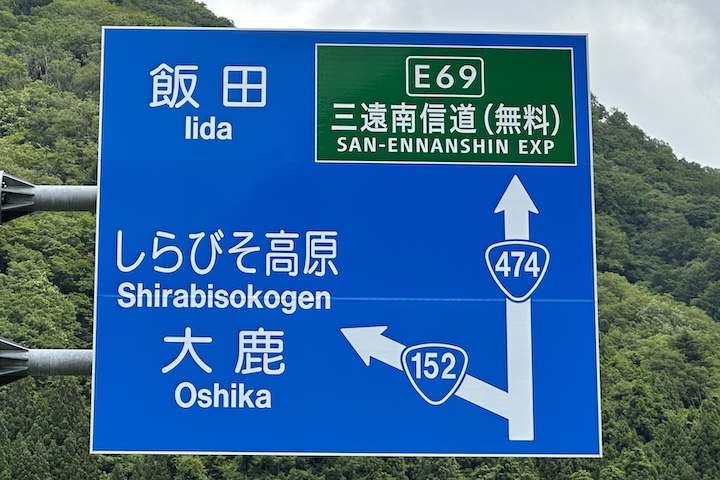 飯田
Iida
E69
三遠南信道(無料)
SAN-ENNANSHIN EXP
474
しらびそ高原
Shirabisokogen
大鹿
Oshika
152